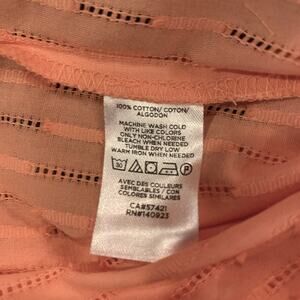 100% COTTON/ COTON/
ALGODON
MACHINE WASH COLD
WITH LIKE COLORS
ONLY NON-CHLORINE
BLEACH WHEN NEEDED
TUMBLE DRY LOW
WARM IRON WHEN NEEDED
30
P
AVEC DES COULEURS
SEMBLABLES / CON
COLORES SIMILARES
CA#57421
RN#140923